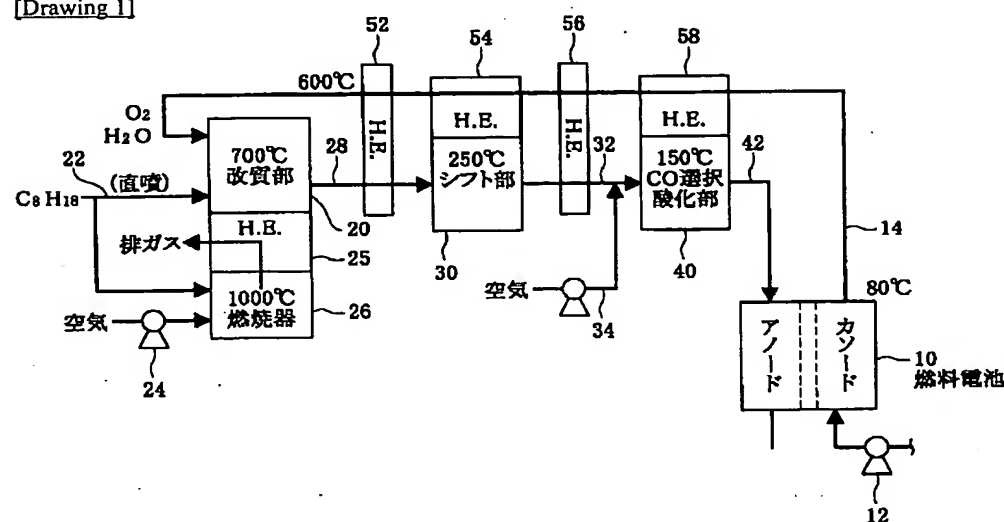 [Drawing 1]
52
54
56
58
600℃
O₂
H₂O
H.E.
H.E.
H.E.
H.E.
22
(直噴)
C₈H₁₈
700℃
改質部
28
250℃
シフト部
32
150℃
CO選択
酸化部
42
H.E.
20
排ガス
25
30
40
14
1000℃
燃焼器
26
空気
24
空気
34
80℃
アノード
カソード
10
燃料電池
12